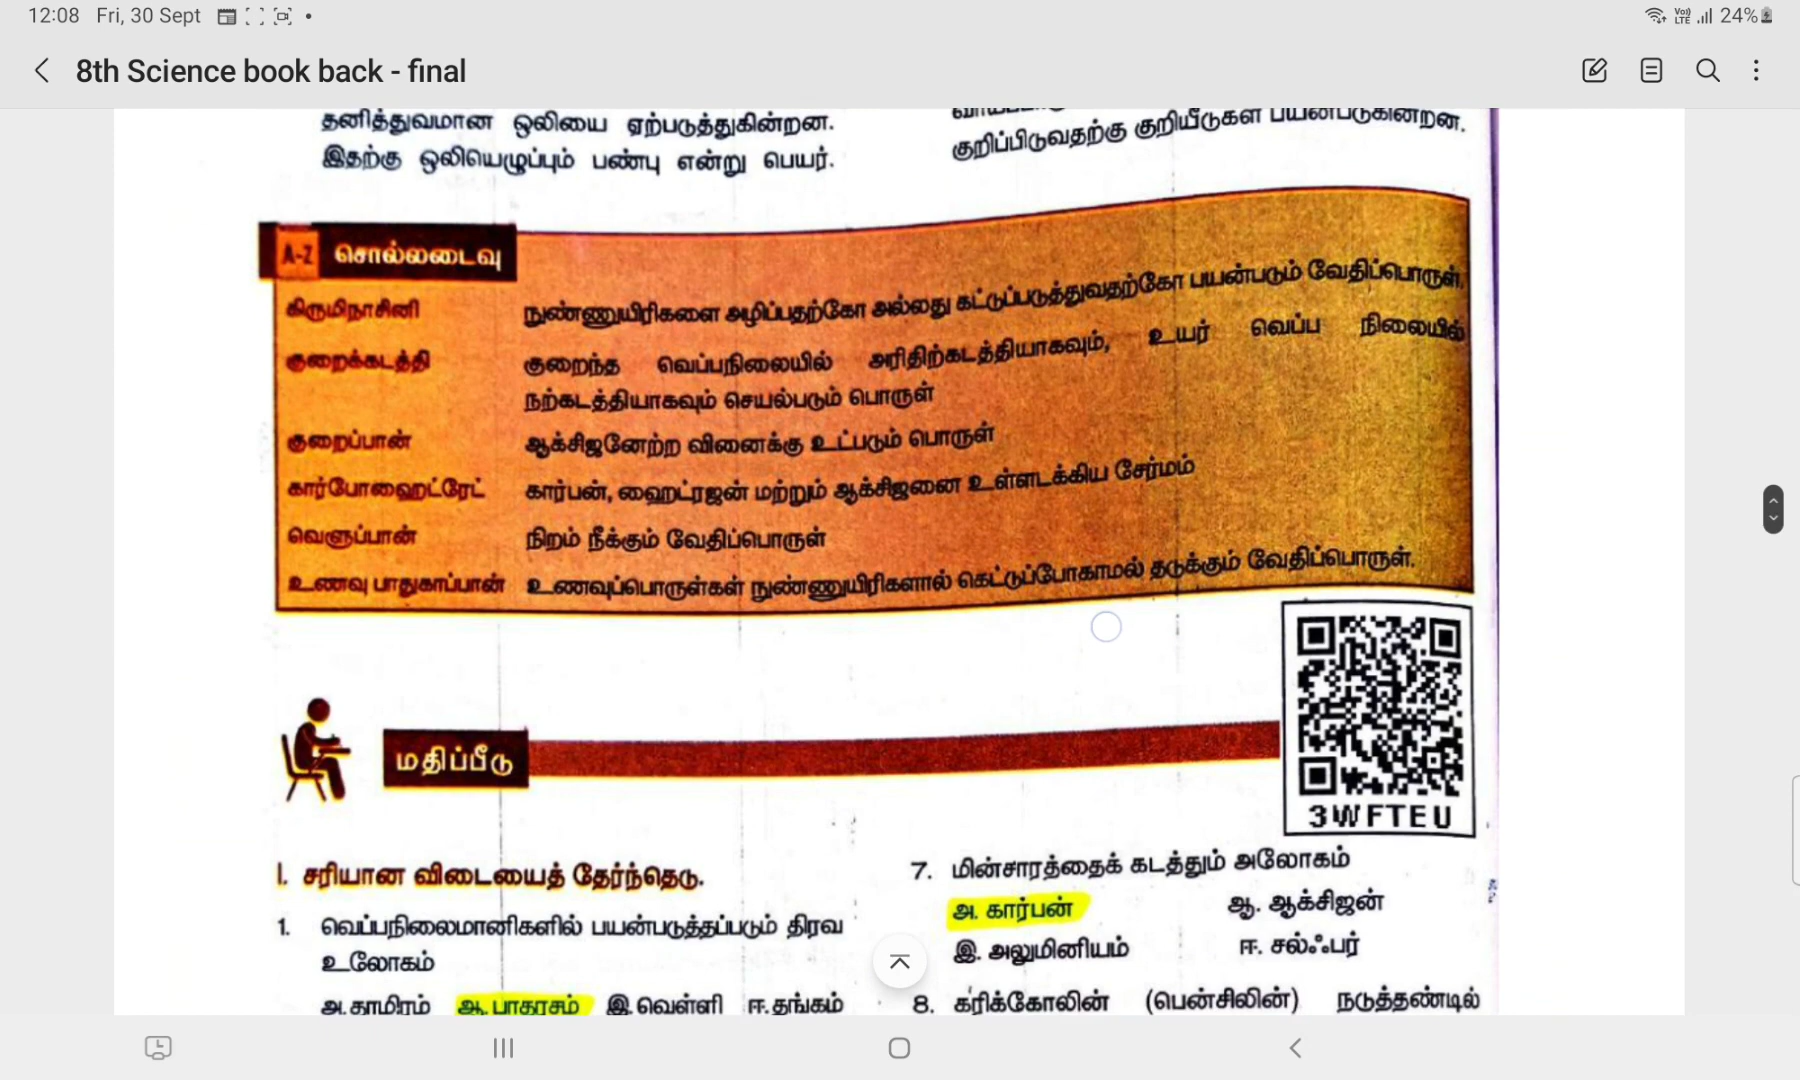 12:08 Fri, 30 Sept
24%
8th Science book back - final
தனித்துவமான ஒலியை ஏற்படுத்துகின்றன.
இதற்கு ஒலியெழுப்பும் பண்பு என்று பெயர்.
குறிப்பிடுவதற்கு குறியீடுகள் பயன்படுகின்றன.
A-Z சொல்லடைவு
கிருமிநாசினி நுண்ணுயிரிகளை அழிப்பதற்கோ அல்லது கட்டுப்படுத்துவதற்கோ பயன்படும் வேதிப்பொருள்.
குறைக்கடத்தி குறைந்த வெப்பநிலையில் அரிதிற்கடத்தியாகவும், உயர் வெப்ப நிலையில்
நற்கடத்தியாகவும் செயல்படும் பொருள்
குறைப்பான் ஆக்சிஜனேற்ற வினைக்கு உட்படும் பொருள்
கார்போஹைட்ரேட் கார்பன், ஹைட்ரஜன் மற்றும் ஆக்சிஜனை உள்ளடக்கிய சேர்மம்
வெளுப்பான் நிறம் நீக்கும் வேதிப்பொருள்
உணவு பாதுகாப்பான் உணவுப்பொருள்கள் நுண்ணுயிரிகளால் கெட்டுப்போகாமல் தடுக்கும் வேதிப்பொருள்.
3WFTEU
மதிப்பீடு
I. சரியான விடையைத் தேர்ந்தெடு.
1. வெப்பநிலைமானிகளில் பயன்படுத்தப்படும் திரவ
உலோகம்
அ.தாமிரம் ஆ.பாதரசம் இ.வெள்ளி ஈ.தங்கம்
7. மின்சாரத்தைக் கடத்தும் அலோகம்
அ. கார்பன் ஆ. ஆக்சிஜன்
இ. அலுமினியம் ஈ. சல்ஃபர்
8. கரிக்கோலின் (பென்சிலின்) நடுத்தண்டில்